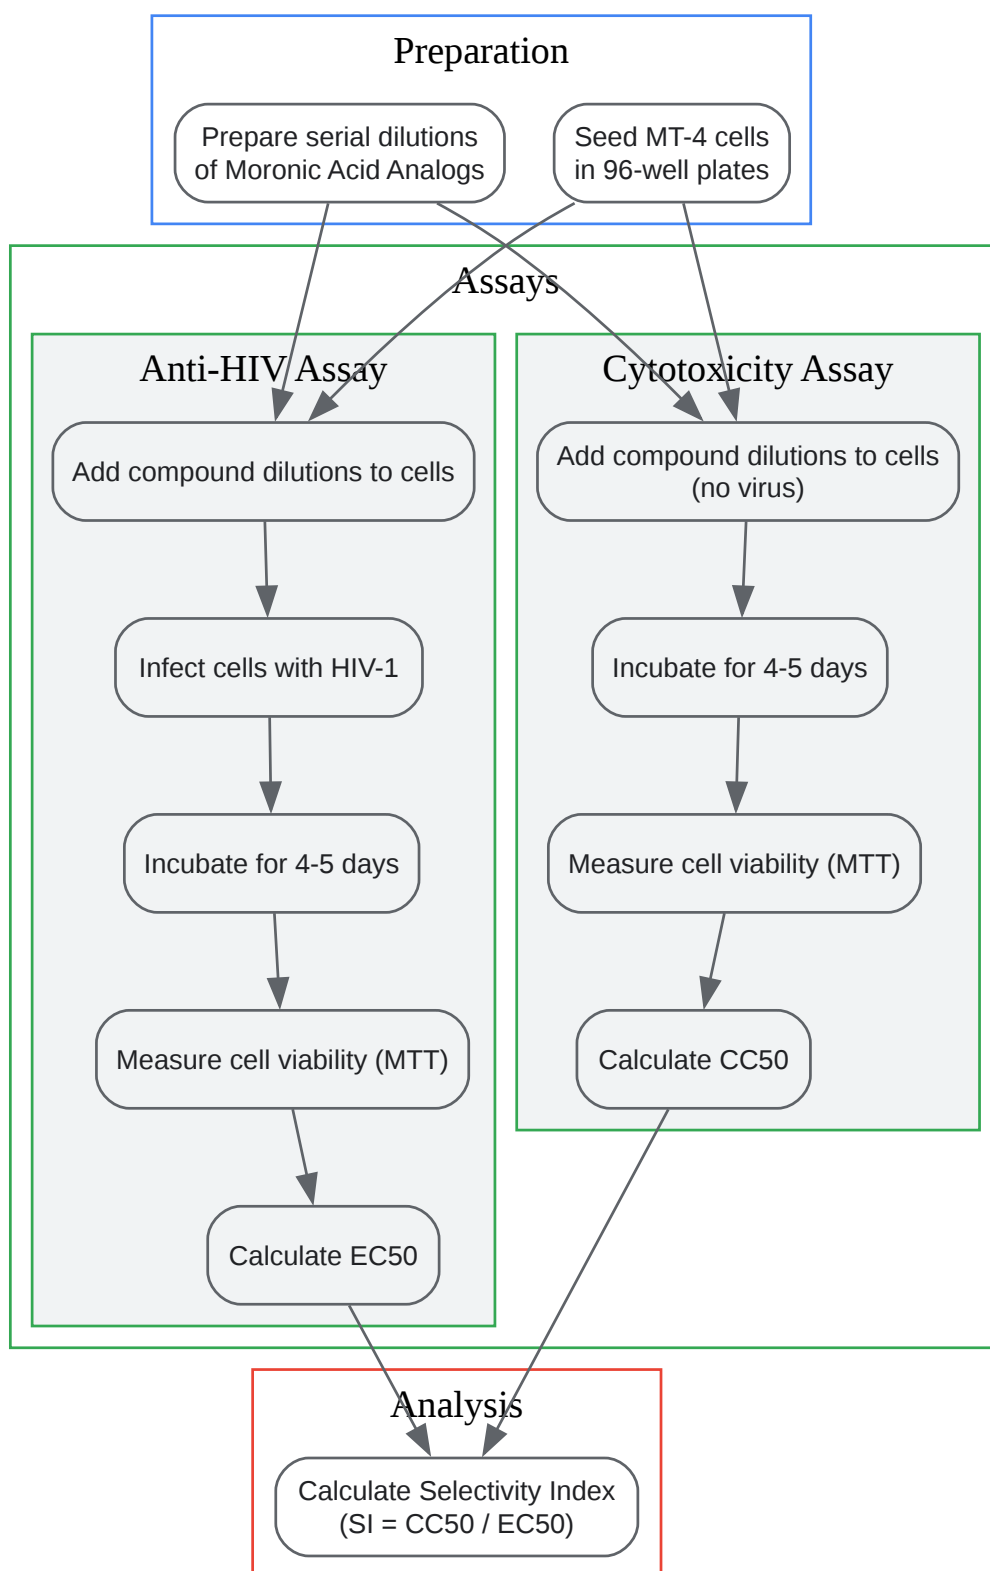 Preparation
Prepare serial dilutions
of Moronic Acid Analogs
Seed MT-4 cells
in 96-well plates
Assays
Anti-HIV Assay
Add compound dilutions to cells
Infect cells with HIV-1
Incubate for 4-5 days
Measure cell viability (MTT)
Calculate EC50
Cytotoxicity Assay
Add compound dilutions to cells
(no virus)
Incubate for 4-5 days
Measure cell viability (MTT)
Calculate CC50
Analysis
Calculate Selectivity Index
(SI = CC50 / EC50)